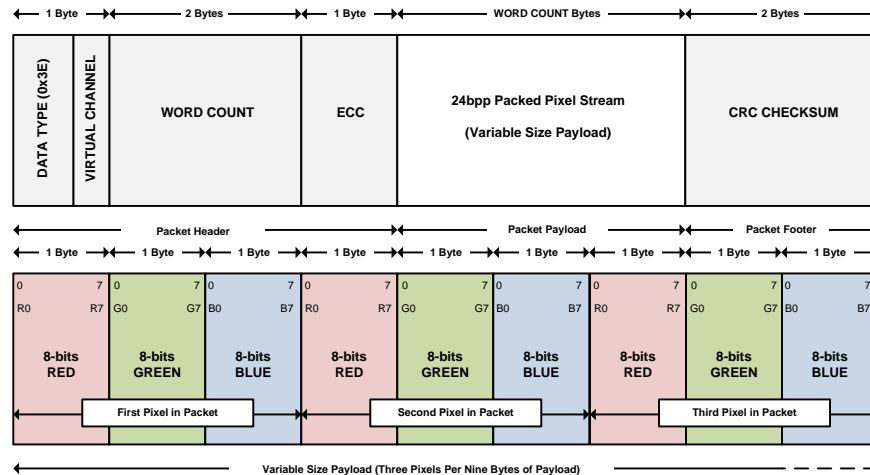 1 Byte 2 Bytes 1 Byte WORD COUNT Bytes 2 Bytes
DATA TYPE (0x3E)
VIRTUAL CHANNEL
WORD COUNT
ECC
24bpp Packed Pixel Stream
(Variable Size Payload)
CRC CHECKSUM
Packet Header Packet Payload Packet Footer
1 Byte 1 Byte 1 Byte 1 Byte 1 Byte 1 Byte 1 Byte 1 Byte 1 Byte
0 7 0 7 0 7 0 7 0 7 0 7 0 7 0 7 0 7
R0 R7 G0 G7 B0 B7 R0 R7 G0 G7 B0 B7 R0 R7 G0 G7 B0 B7
8-bits 8-bits 8-bits 8-bits 8-bits 8-bits 8-bits 8-bits 8-bits
RED GREEN BLUE RED GREEN BLUE RED GREEN BLUE
First Pixel in Packet Second Pixel in Packet Third Pixel in Packet
Variable Size Payload (Three Pixels Per Nine Bytes of Payload)